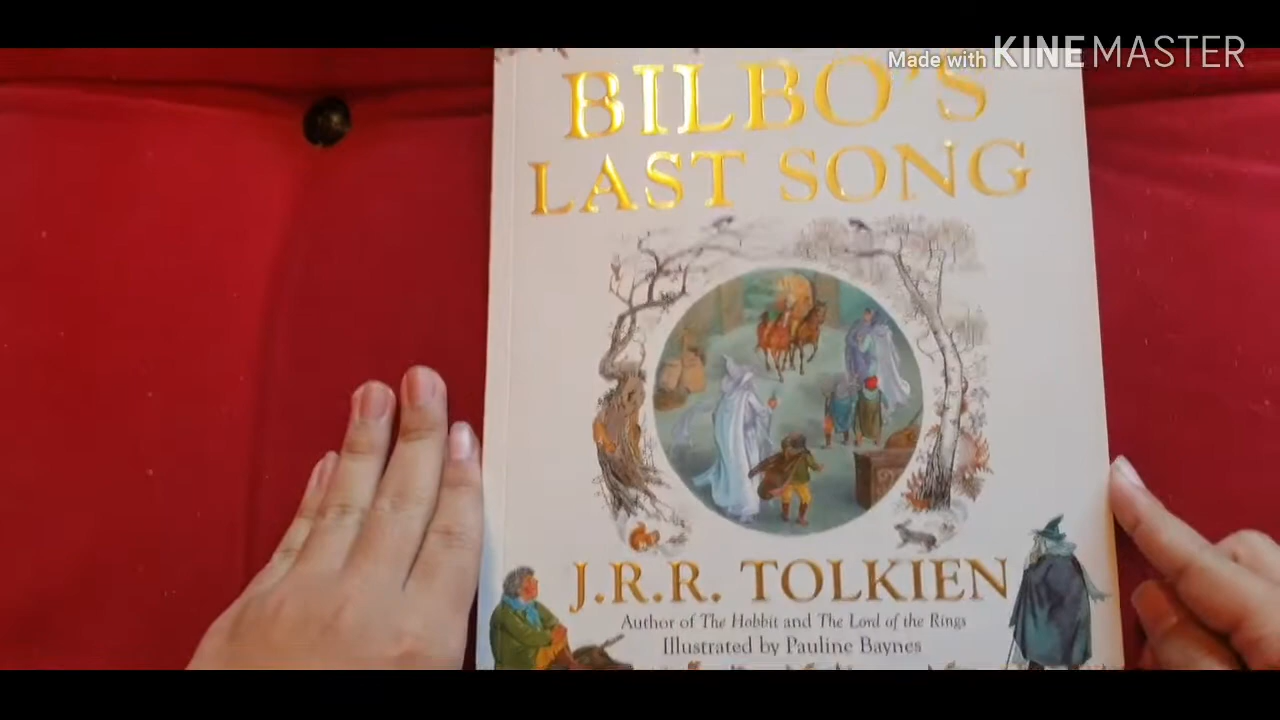 Made with KINEMASTER
BILBO'S
LAST SONG
J.R.R. TOLKIEN
Author of The Hobbit and The Lord of the Rings
Illustrated by Pauline Baynes